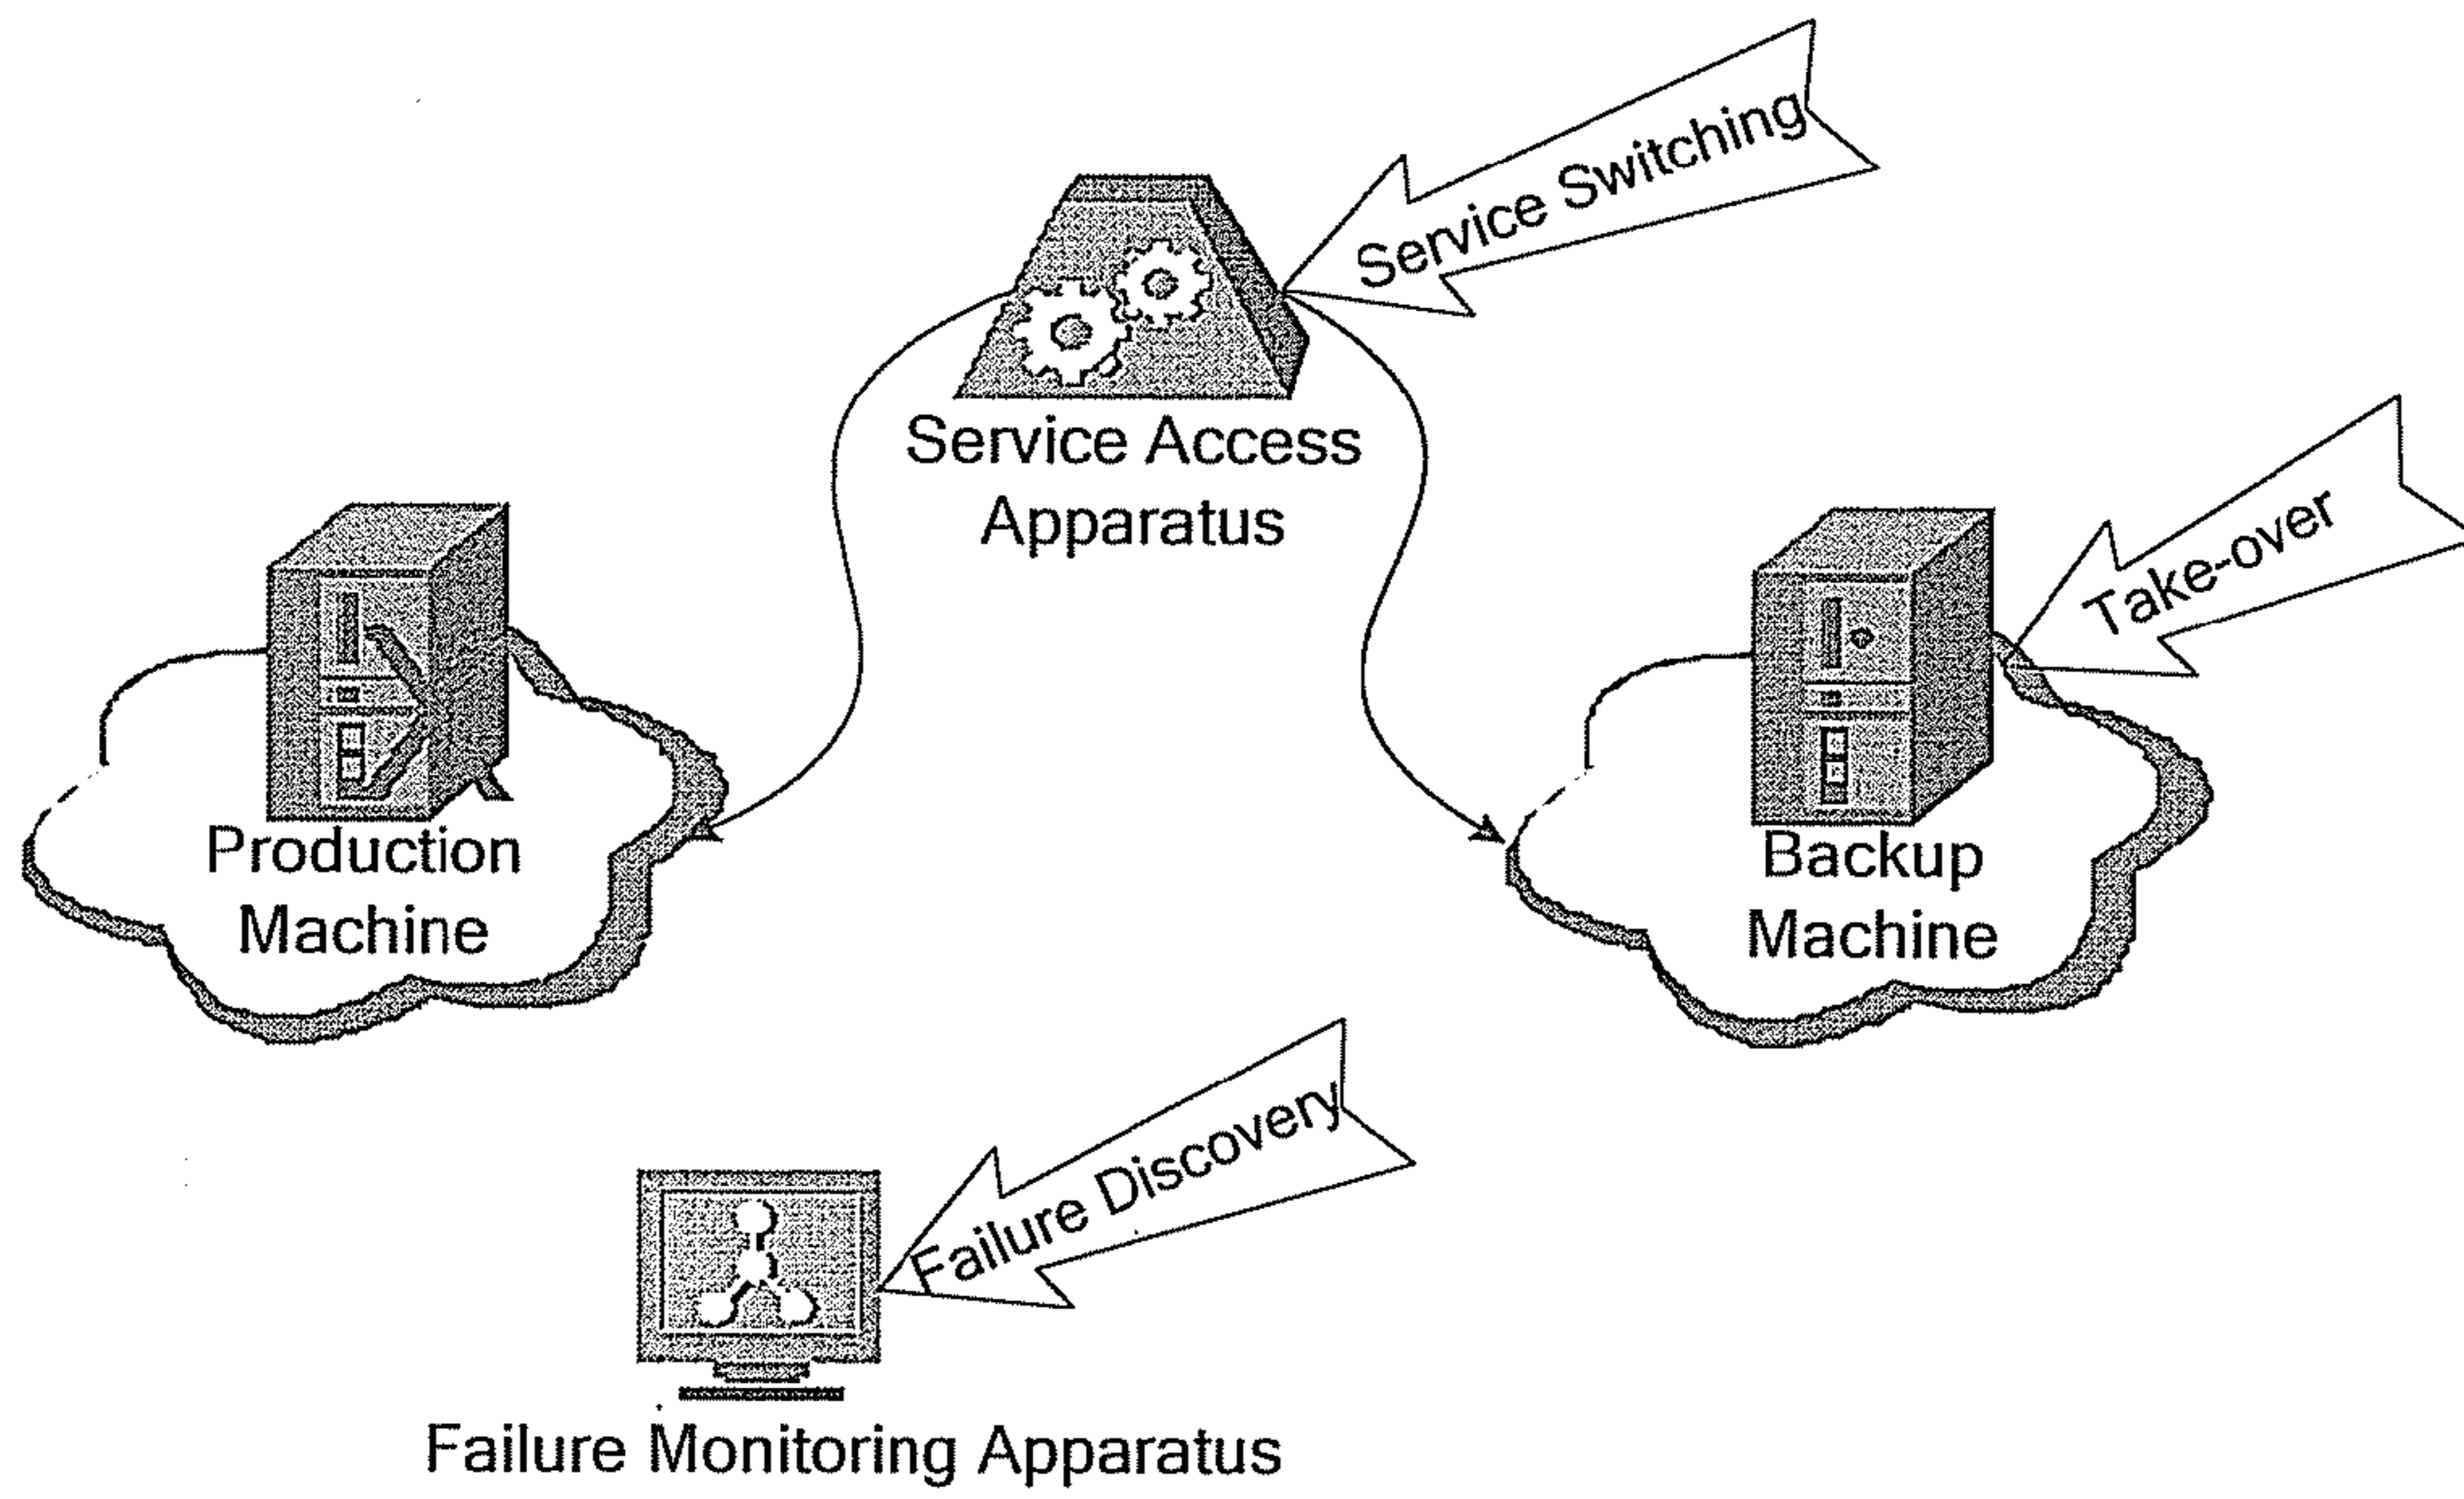 Service Switching
Service Access
Apparatus
Take-over
Production
Machine
Backup
Machine
Failure Discovery
Failure Monitoring Apparatus